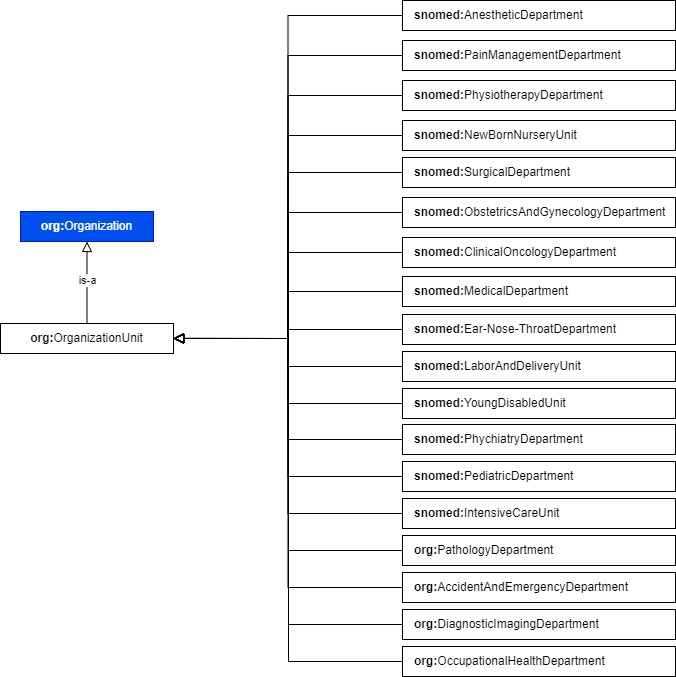 snomed:AnestheticDepartment
snomed:PainManagementDepartment
snomed:PhysiotherapyDepartment
snomed:NewBornNurseryUnit
snomed:SurgicalDepartment
snomed:ObstetricsAndGynecologyDepartment
org:Organization
snomed:ClinicalOncologyDepartment
is-a
snomed:MedicalDepartment
snomed:Ear-Nose-ThroatDepartment
org:OrganizationUnit
snomed:LaborAndDeliveryUnit
snomed:YoungDisabledUnit
snomed:PhychiatryDepartment
snomed:PediatricDepartment
snomed:IntensiveCareUnit
org:PathologyDepartment
org:AccidentAndEmergencyDepartment
org:DiagnosticImagingDepartment
org:OccupationalHealthDepartment